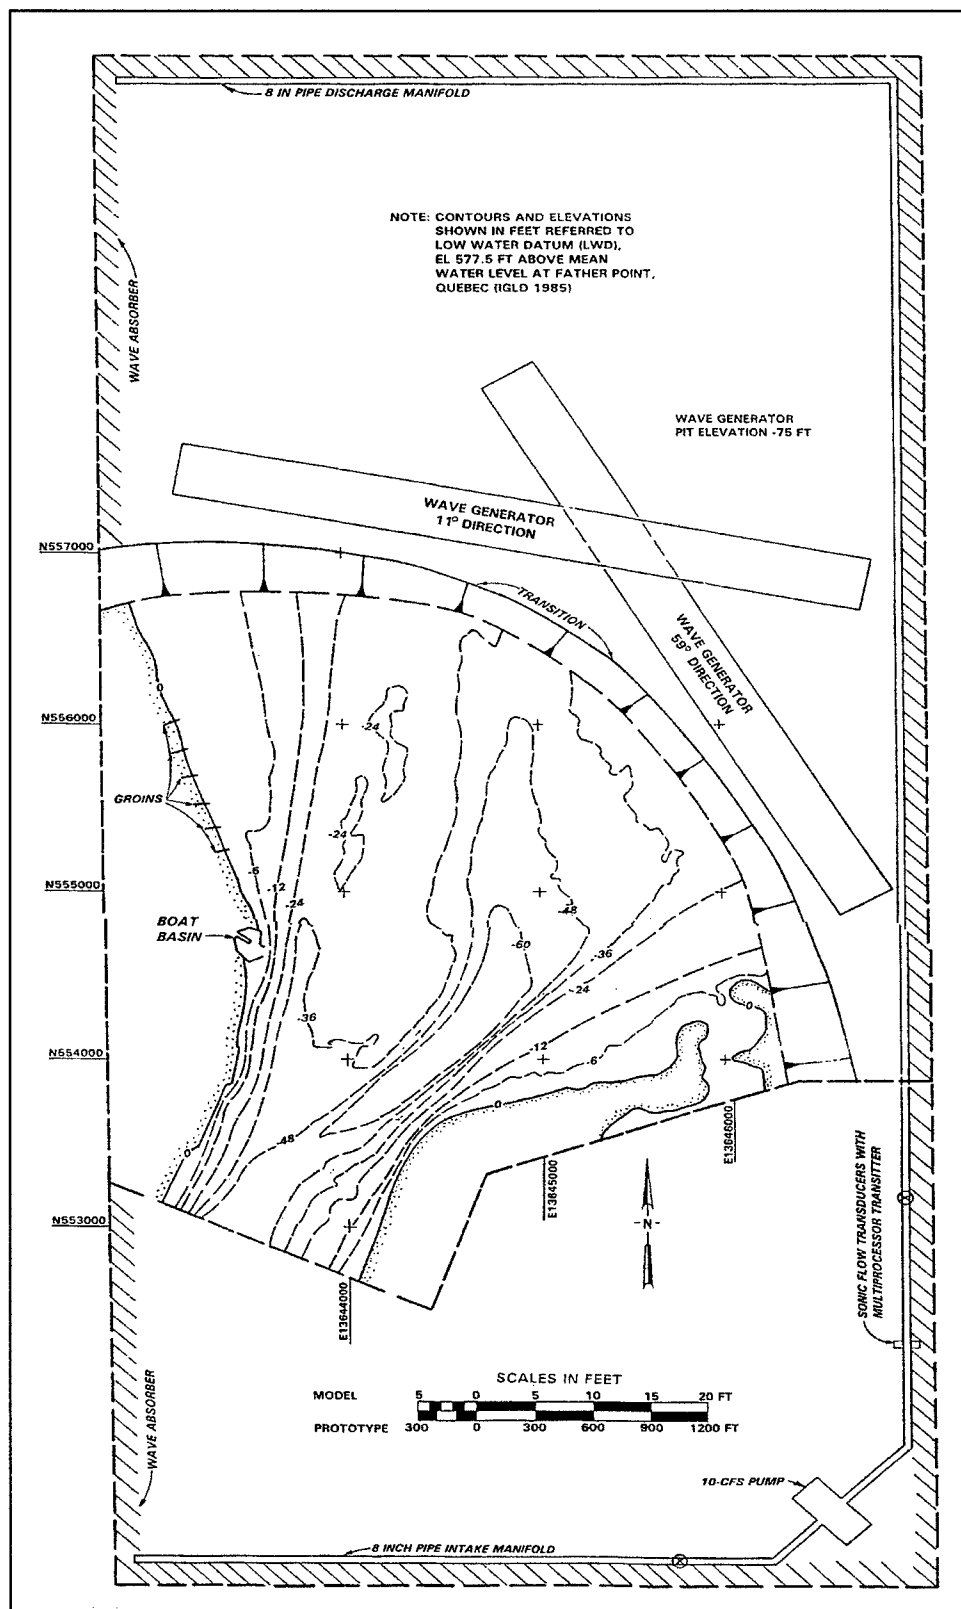 8 IN PIPE DISCHARGE MANIFOLD
NOTE: CONTOURS AND ELEVATIONS
SHOWN IN FEET REFERRED TO
LOW WATER DATUM (LWD),
EL 577.5 FT ABOVE MEAN
WATER LEVEL AT FATHER POINT,
QUEBEC (IGLD 1985)
WAVE ABSORBER
WAVE GENERATOR
PIT ELEVATION -75 FT
WAVE GENERATOR
11° DIRECTION
N557000
TRANSITION
WAVE GENERATOR
59° DIRECTION
0
N556000
-24
GROINS
-24
-6
-12
-24
N555000
-48
BOAT
BASIN
-60
-36
-24
-36
0
N554000
-12
-6
0
-48
0
E13646000
E13645000
N553000
-N-
E13644000
SONIC FLOW TRANSDUCERS WITH
MULTIPROCESSOR TRANSITTER
SCALES IN FEET
MODEL 5 0 5 10 15 20 FT
PROTOTYPE 300 0 300 600 900 1200 FT
WAVE ABSORBER
10-CFS PUMP
8 INCH PIPE INTAKE MANIFOLD